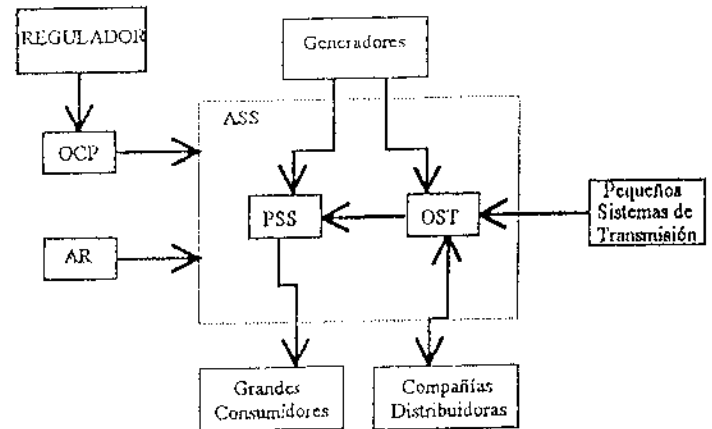 REGULADOR
Generadores
ASS
OCP
PSS
OST
Pequeños
Sistemas de
Transmisión
AR
Grandes
Consumidores
Compañías
Distribuidoras